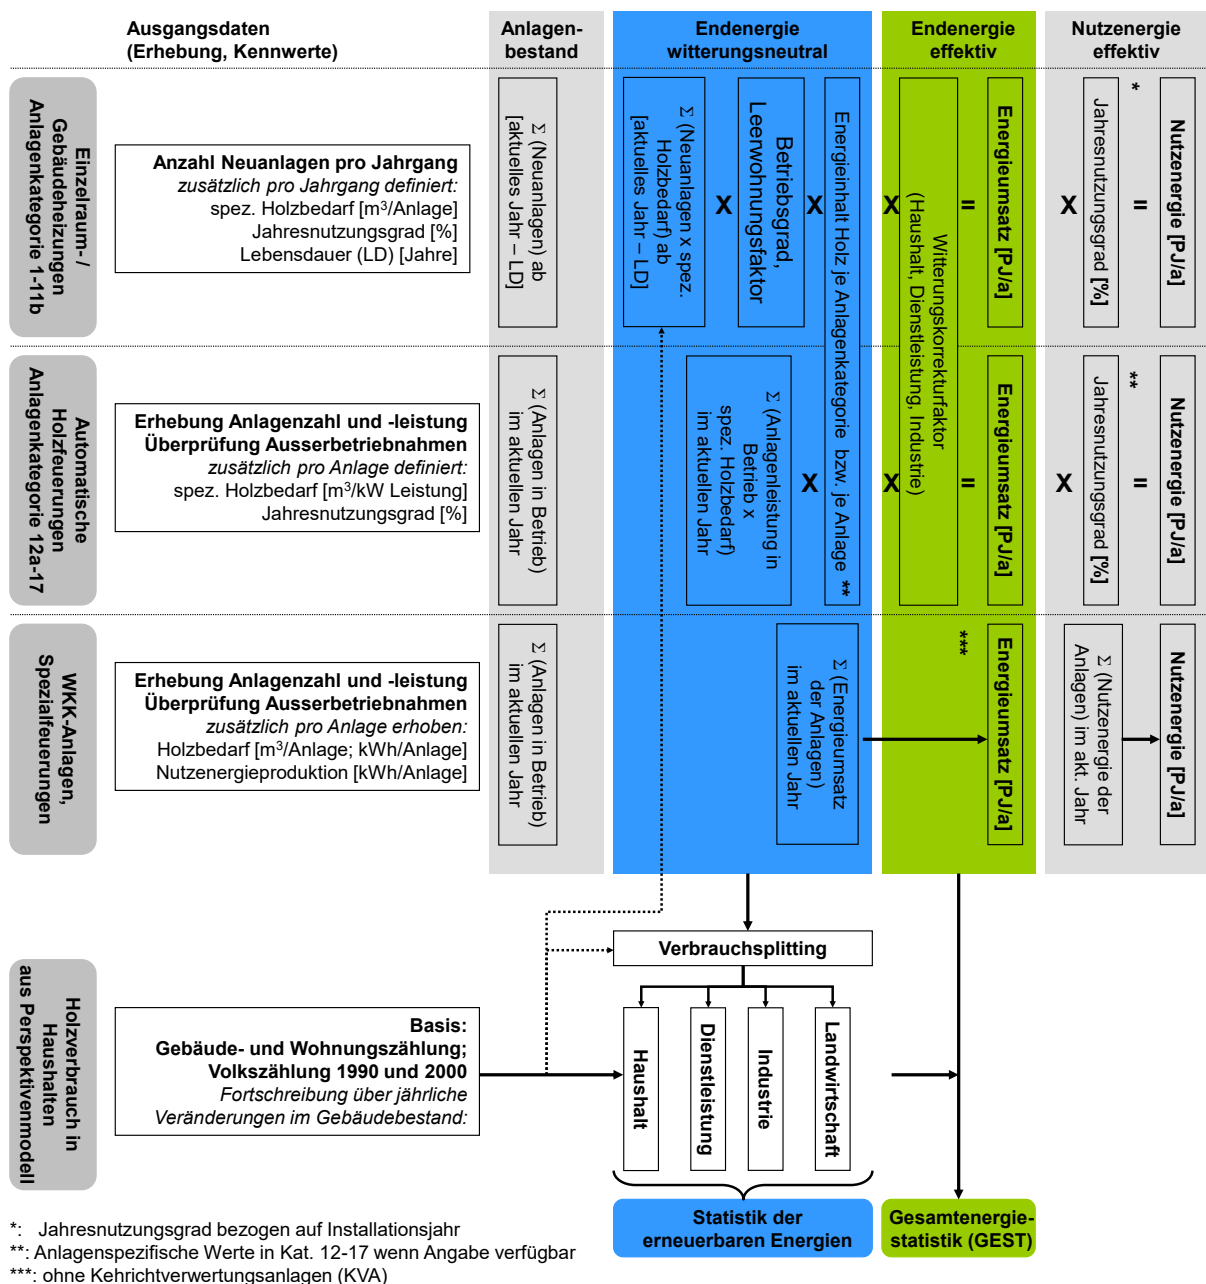 Ausgangsdaten
(Erhebung, Kennwerte)
Anlagen-
bestand
Endenergie
witterungsneutral
Endenergie
effektiv
Nutzenergie
effektiv
Einzelraum- /
Gebäudeheizungen
Anlagenkategorie 1-11b
Anzahl Neuanlagen pro Jahrgang
zusätzlich pro Jahrgang definiert:
spez. Holzbedarf [m³/Anlage]
Jahresnutzungsgrad [%]
Lebensdauer (LD) [Jahre]
Σ (Neuanlagen) ab
[aktuelles Jahr – LD]
Σ (Neuanlagen x spez.
Holzbedarf) ab
[aktuelles Jahr – LD]
X
Betriebsgrad,
Leerwohnungsfaktor
X
Energieinhalt Holz je Anlagenkategorie bzw. je Anlage **
X
Witterungskorrekturfaktor
(Haushalt, Dienstleistung, Industrie)
=
Energieumsatz [PJ/a]
X
*
Jahresnutzungsgrad [%]
=
Nutzenergie [PJ/a]
Automatische
Holzfeuerungen
Anlagenkategorie 12a-17
Erhebung Anlagenzahl und -leistung
Überprüfung Ausserbetriebnahmen
zusätzlich pro Anlage definiert:
spez. Holzbedarf [m³/kW Leistung]
Jahresnutzungsgrad [%]
Σ (Anlagen in Betrieb)
im aktuellen Jahr
Σ (Anlagenleistung in
Betrieb x
spez. Holzbedarf)
im aktuellen Jahr
X
X
=
Energieumsatz [PJ/a]
X
**
Jahresnutzungsgrad [%]
=
Nutzenergie [PJ/a]
WKK-Anlagen,
Spezialfeuerungen
Erhebung Anlagenzahl und -leistung
Überprüfung Ausserbetriebnahmen
zusätzlich pro Anlage erhoben:
Holzbedarf [m³/Anlage; kWh/Anlage]
Nutzenergieproduktion [kWh/Anlage]
Σ (Anlagen in Betrieb)
im aktuellen Jahr
Σ (Energieumsatz
der Anlagen)
im aktuellen Jahr
***
Energieumsatz [PJ/a]
Σ (Nutzenergie der
Anlagen) im akt. Jahr
Nutzenergie [PJ/a]
Verbrauchsplitting
Holzverbrauch in
Haushalten
aus Perspektivenmodell
Basis:
Gebäude- und Wohnungszählung;
Volkszählung 1990 und 2000
Fortschreibung über jährliche
Veränderungen im Gebäudebestand:
Haushalt
Dienstleistung
Industrie
Landwirtschaft
Statistik der
erneuerbaren Energien
Gesamtenergie-
statistik (GEST)
*: Jahresnutzungsgrad bezogen auf Installationsjahr
**: Anlagenspezifische Werte in Kat. 12-17 wenn Angabe verfügbar
***: ohne Kehrichtverwertungsanlagen (KVA)